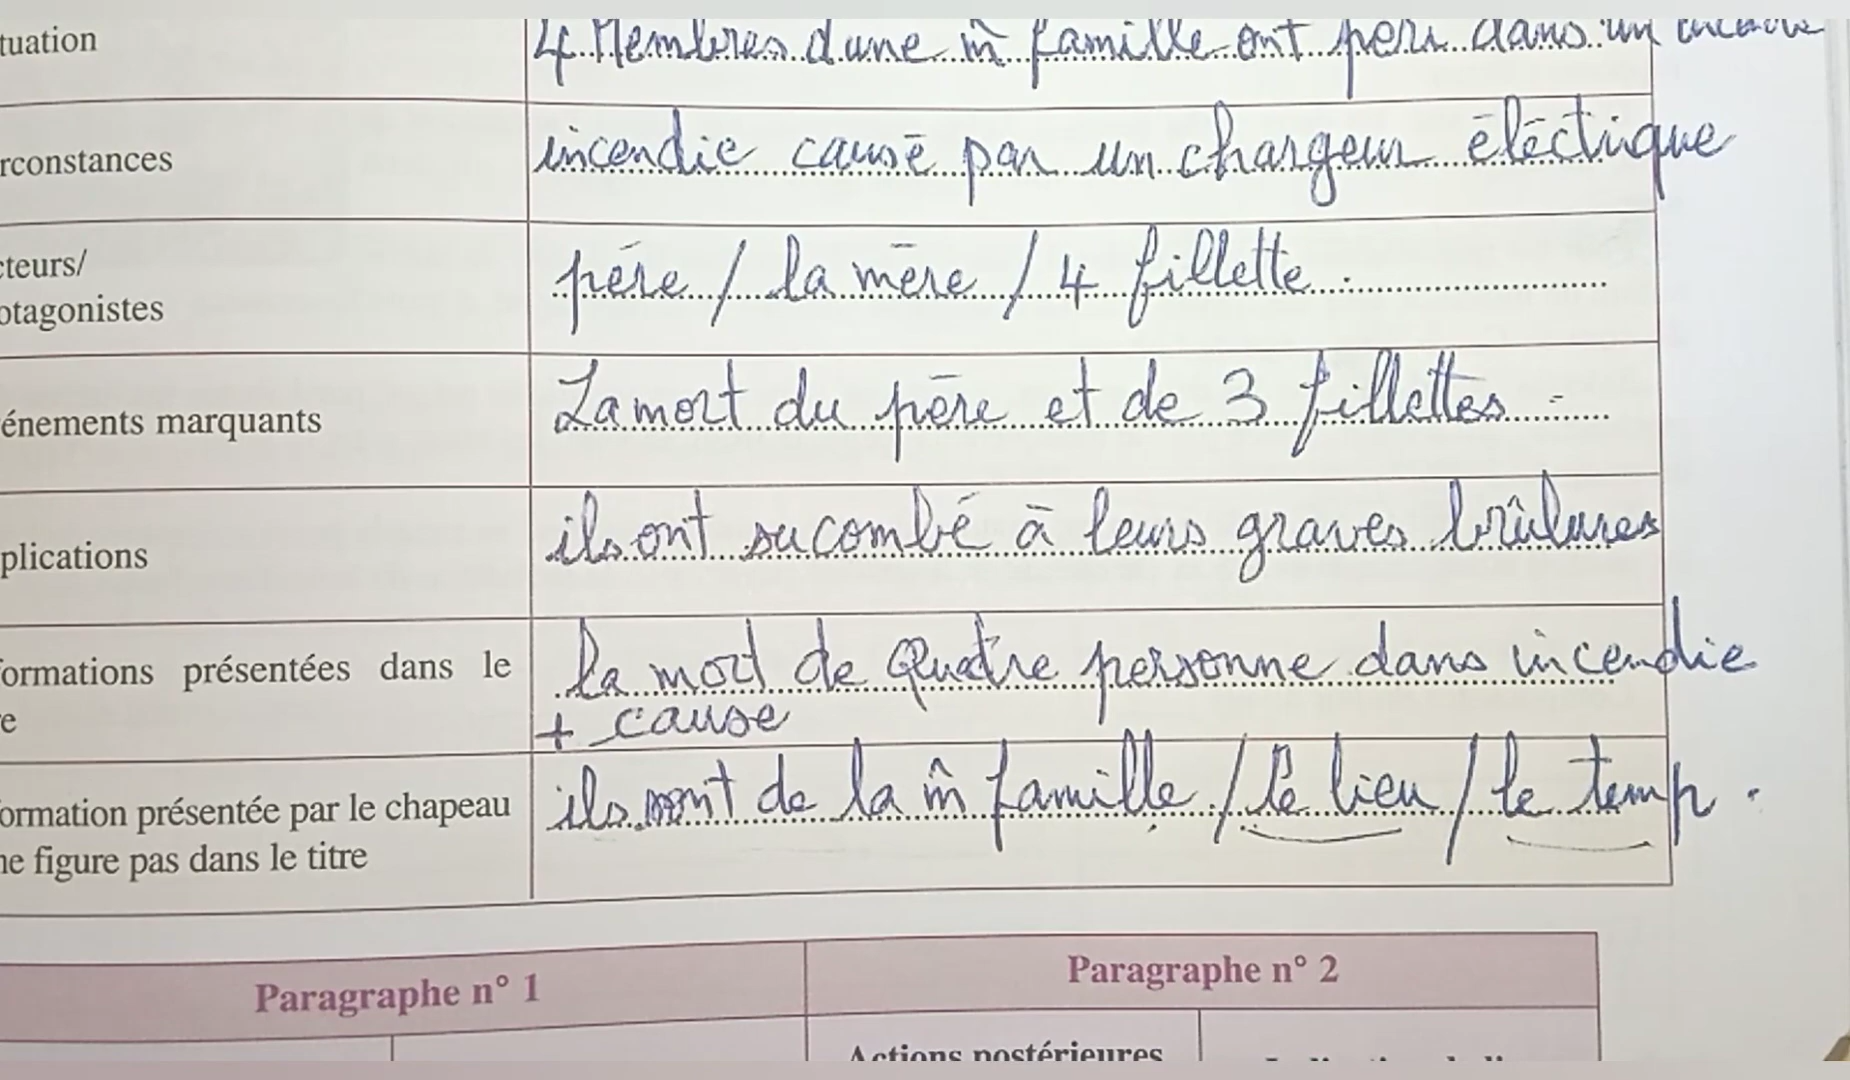 tuation
4 Membres d'une m̂ famille ont peri dans un incendie
rconstances
incendie causé par un chargeur éléctrique
cteurs/
otagonistes
père / la mère / 4 fillette.
énements marquants
La mort du père et de 3 fillettes.
plications
ils ont sucombé à leurs graves brûlures
formations présentées dans le
e
La mort de Quatre personne dans incendie
+ cause
ormation présentée par le chapeau
ne figure pas dans le titre
ils sont de la m̂ famille / le lieu / le temp.
Paragraphe n° 1
Paragraphe n° 2
Actions postérieures